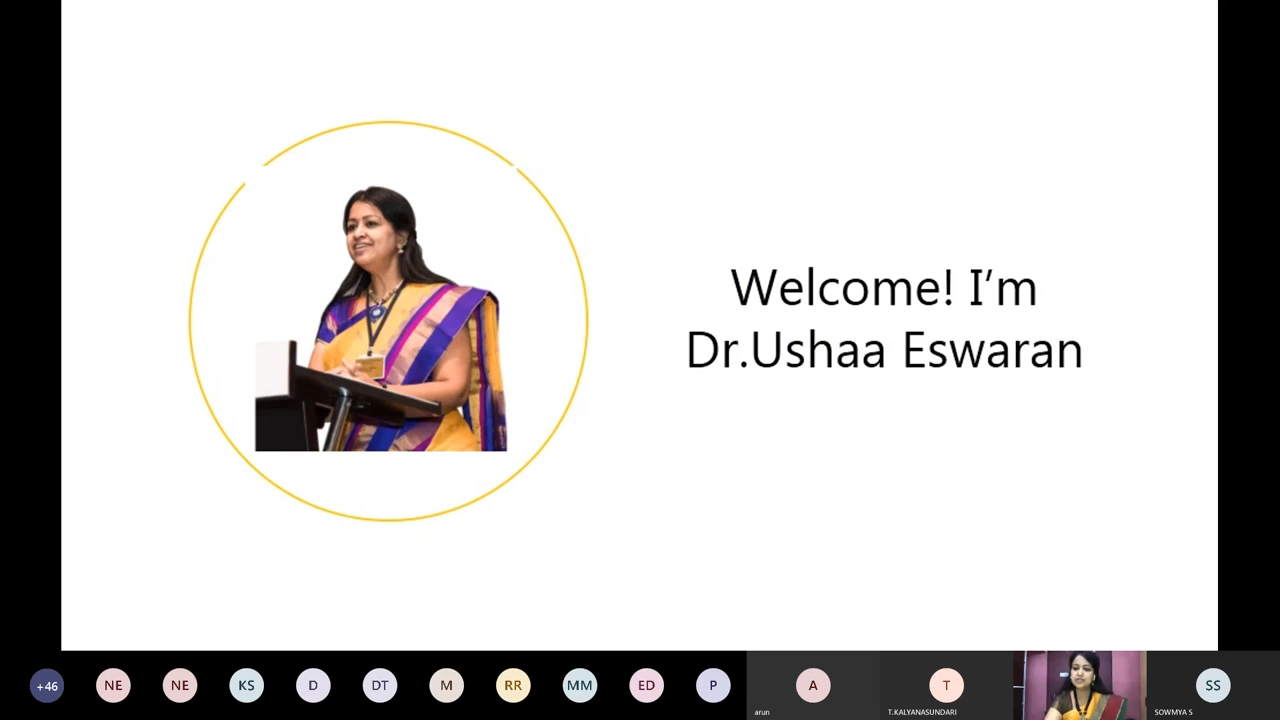 Welcome! I’m
Dr.Ushaa Eswaran
+46
NE
NE
KS
D
DT
M
RR
MM
ED
P
A
arun
T
T.KALYANASUNDARI
SS
SOWMYA S